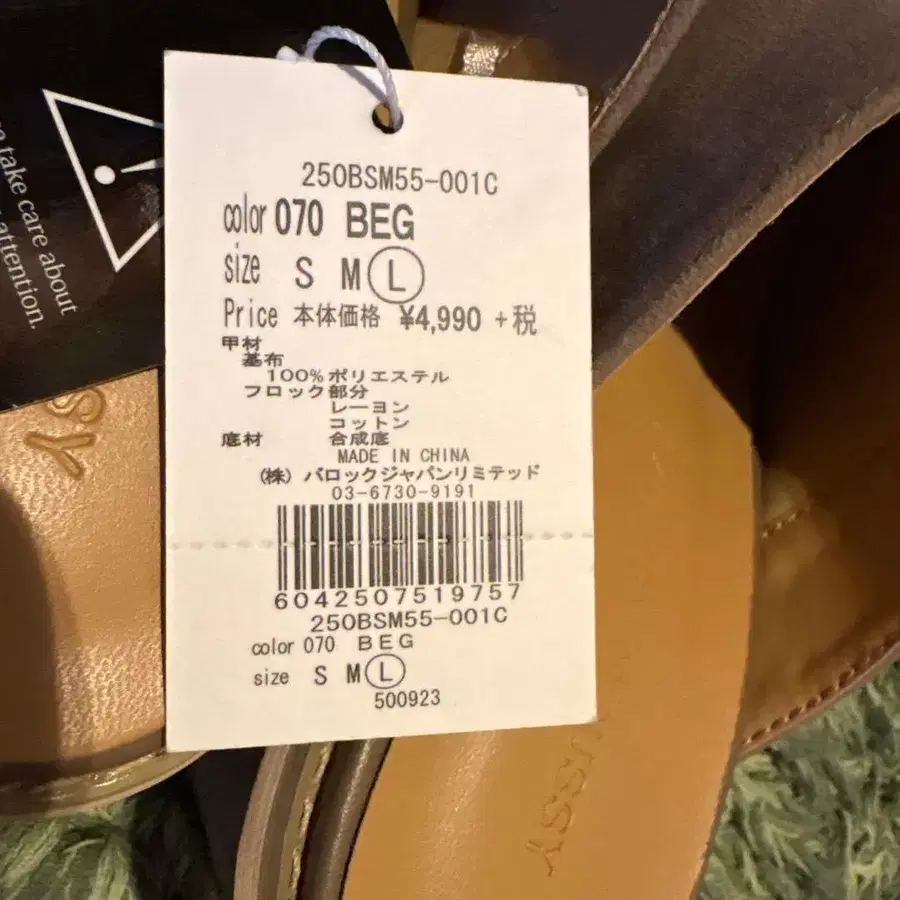 take care about
attention.
250BSM55-001C
color 070 BEG
size S M L
Price 本体価格 ¥4,990 +税
甲材
基布
100%ポリエステル
フロック部分
レーヨン
コットン
底材 合成底
MADE IN CHINA
(株) バロックジャパンリミテッド
03-6730-9191
6042507519757
250BSM55-001C
color 070 BEG
size S M L
500923
SY
USSY